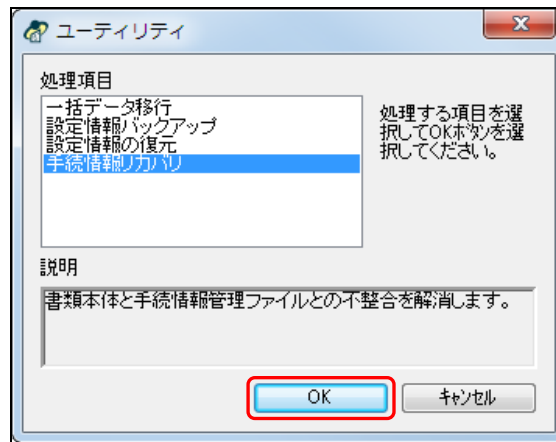 ユーティリティ
処理項目
一括データ移行
設定情報バックアップ
設定情報の復元
手続情報リカバリ
処理する項目を選
択してOKボタンを選
択してください。
説明
書類本体と手続情報管理ファイルとの不整合を解消します。
OK
キャンセル